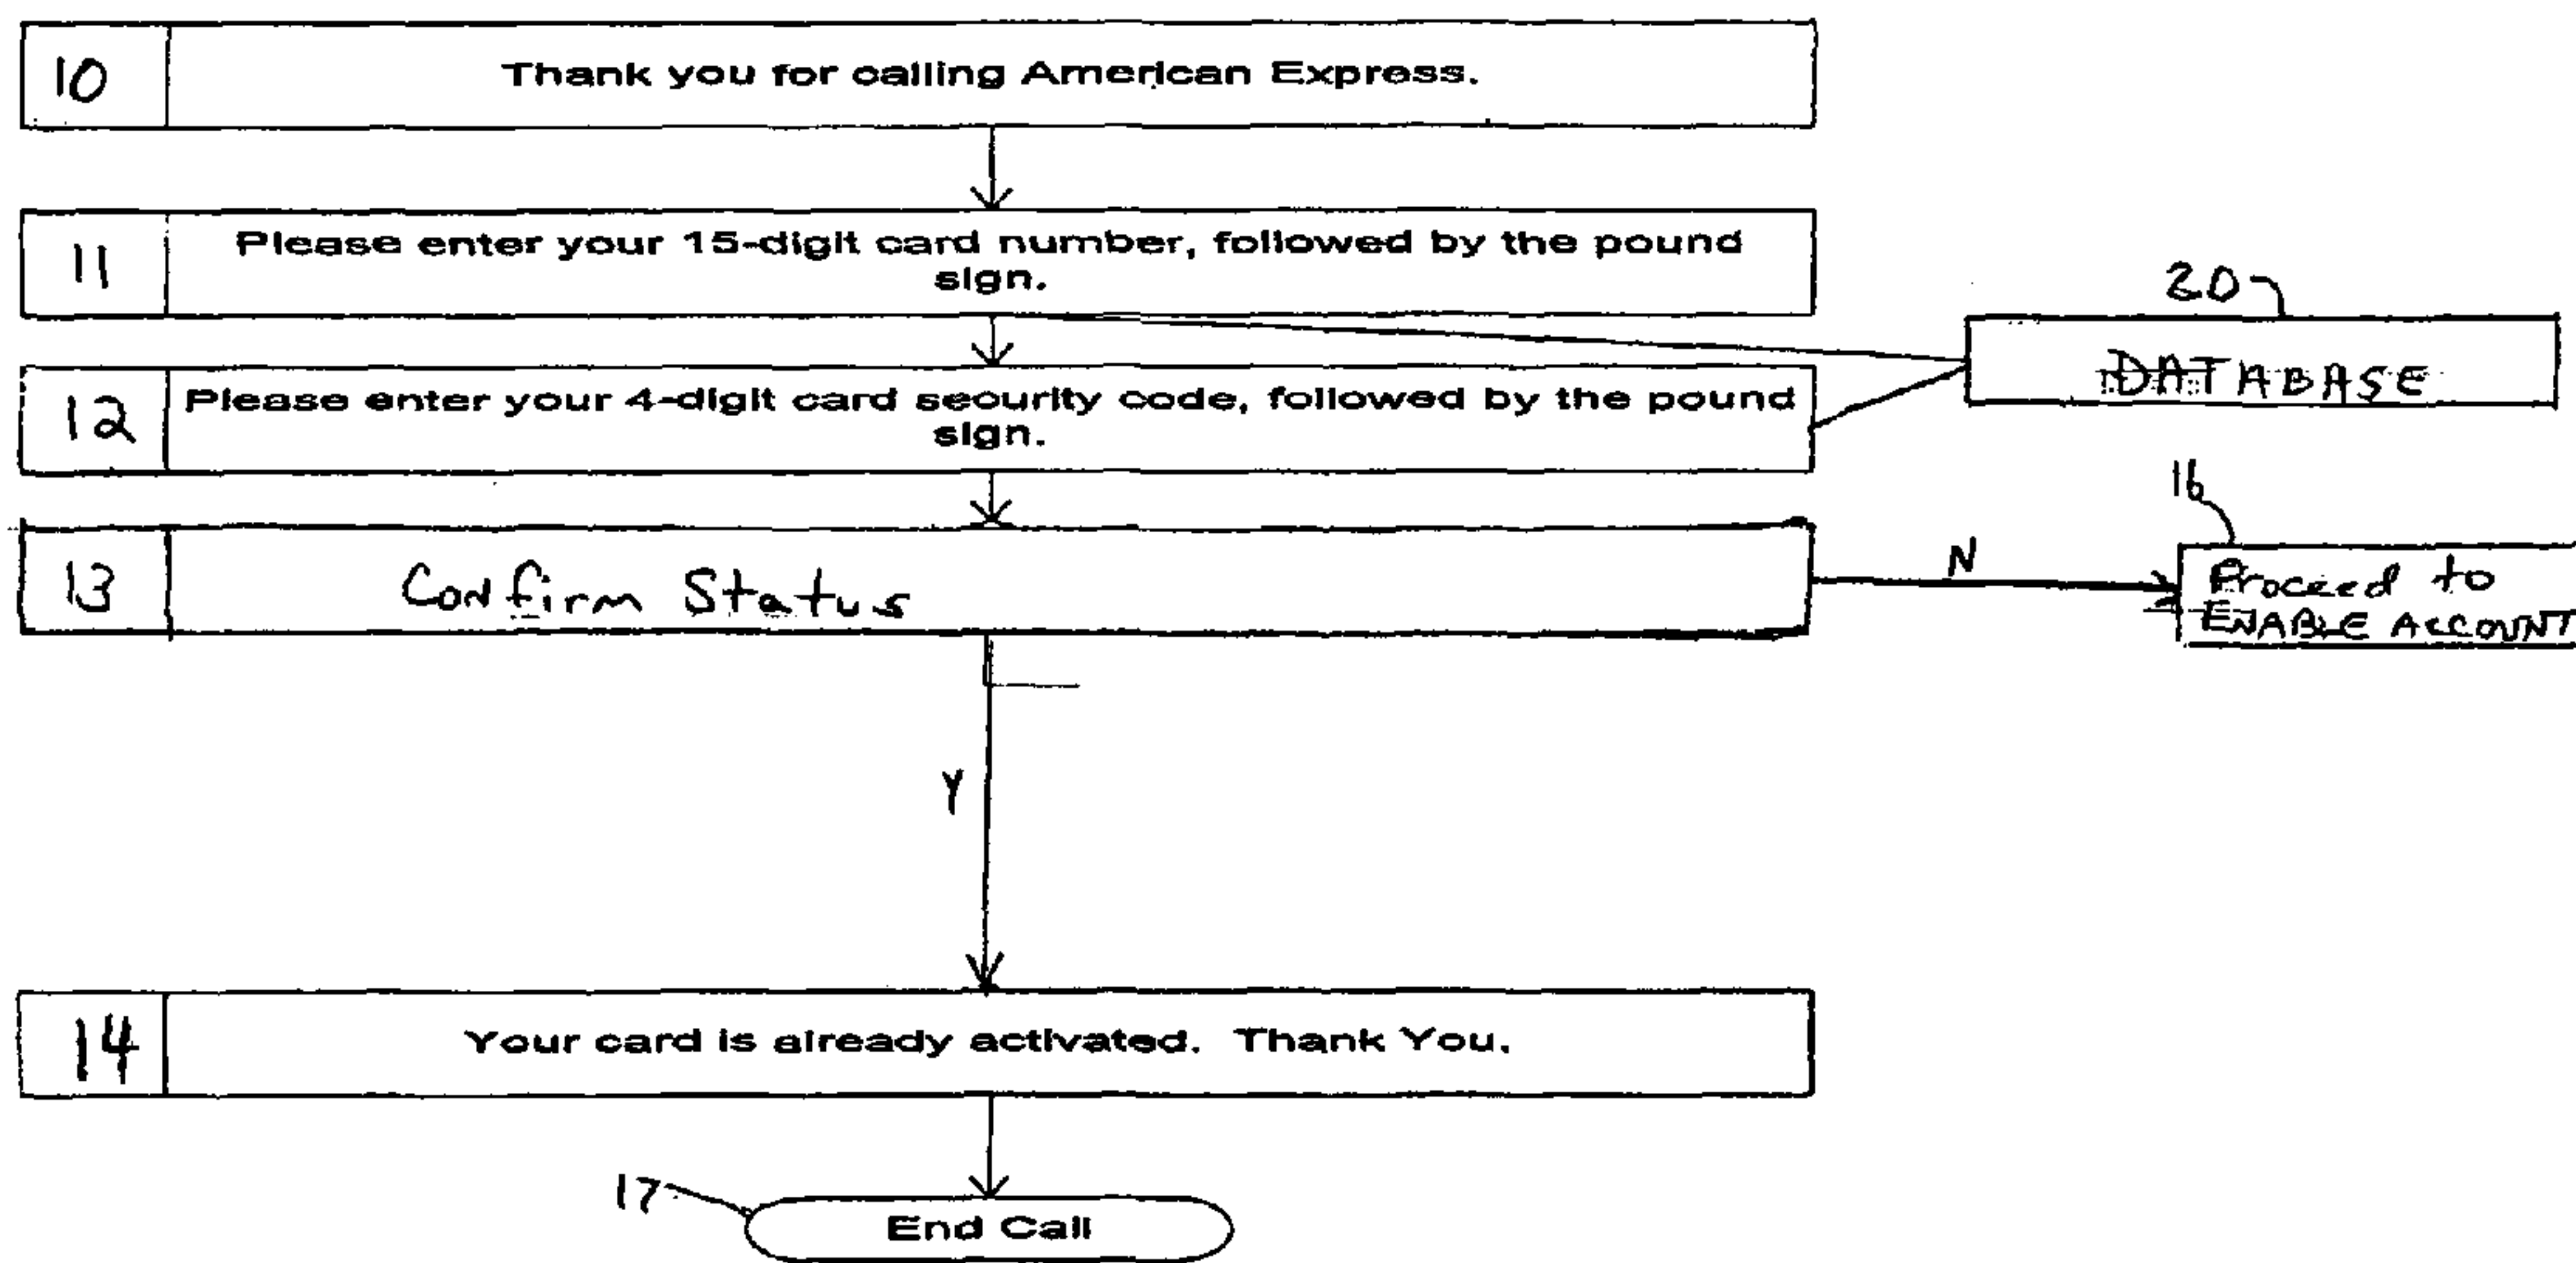 10
Thank you for calling American Express.
11
Please enter your 15-digit card number, followed by the pound
sign.
20
DATABASE
12
Please enter your 4-digit card security code, followed by the pound
sign.
16
13
Confirm Status
N
Proceed to
ENABLE ACCOUNT
Y
14
Your card is already activated. Thank You.
17
End Call